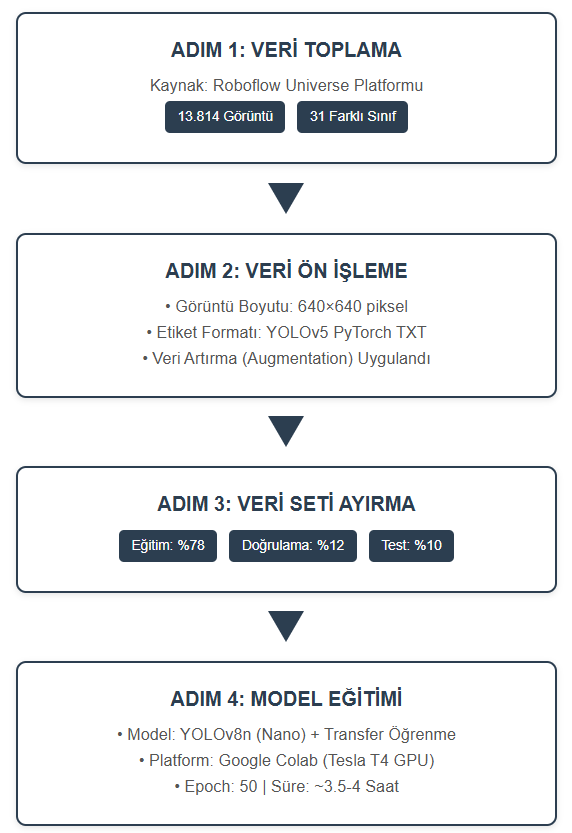 ADIM 1: VERİ TOPLAMA
Kaynak: Roboflow Universe Platformu
13.814 Görüntü 31 Farklı Sınıf
ADIM 2: VERİ ÖN İŞLEME
• Görüntü Boyutu: 640×640 piksel
• Etiket Formatı: YOLOv5 PyTorch TXT
• Veri Artırma (Augmentation) Uygulandı
ADIM 3: VERİ SETİ AYIRMA
Eğitim: %78 Doğrulama: %12 Test: %10
ADIM 4: MODEL EĞİTİMİ
• Model: YOLOv8n (Nano) + Transfer Öğrenme
• Platform: Google Colab (Tesla T4 GPU)
• Epoch: 50 | Süre: ~3.5-4 Saat